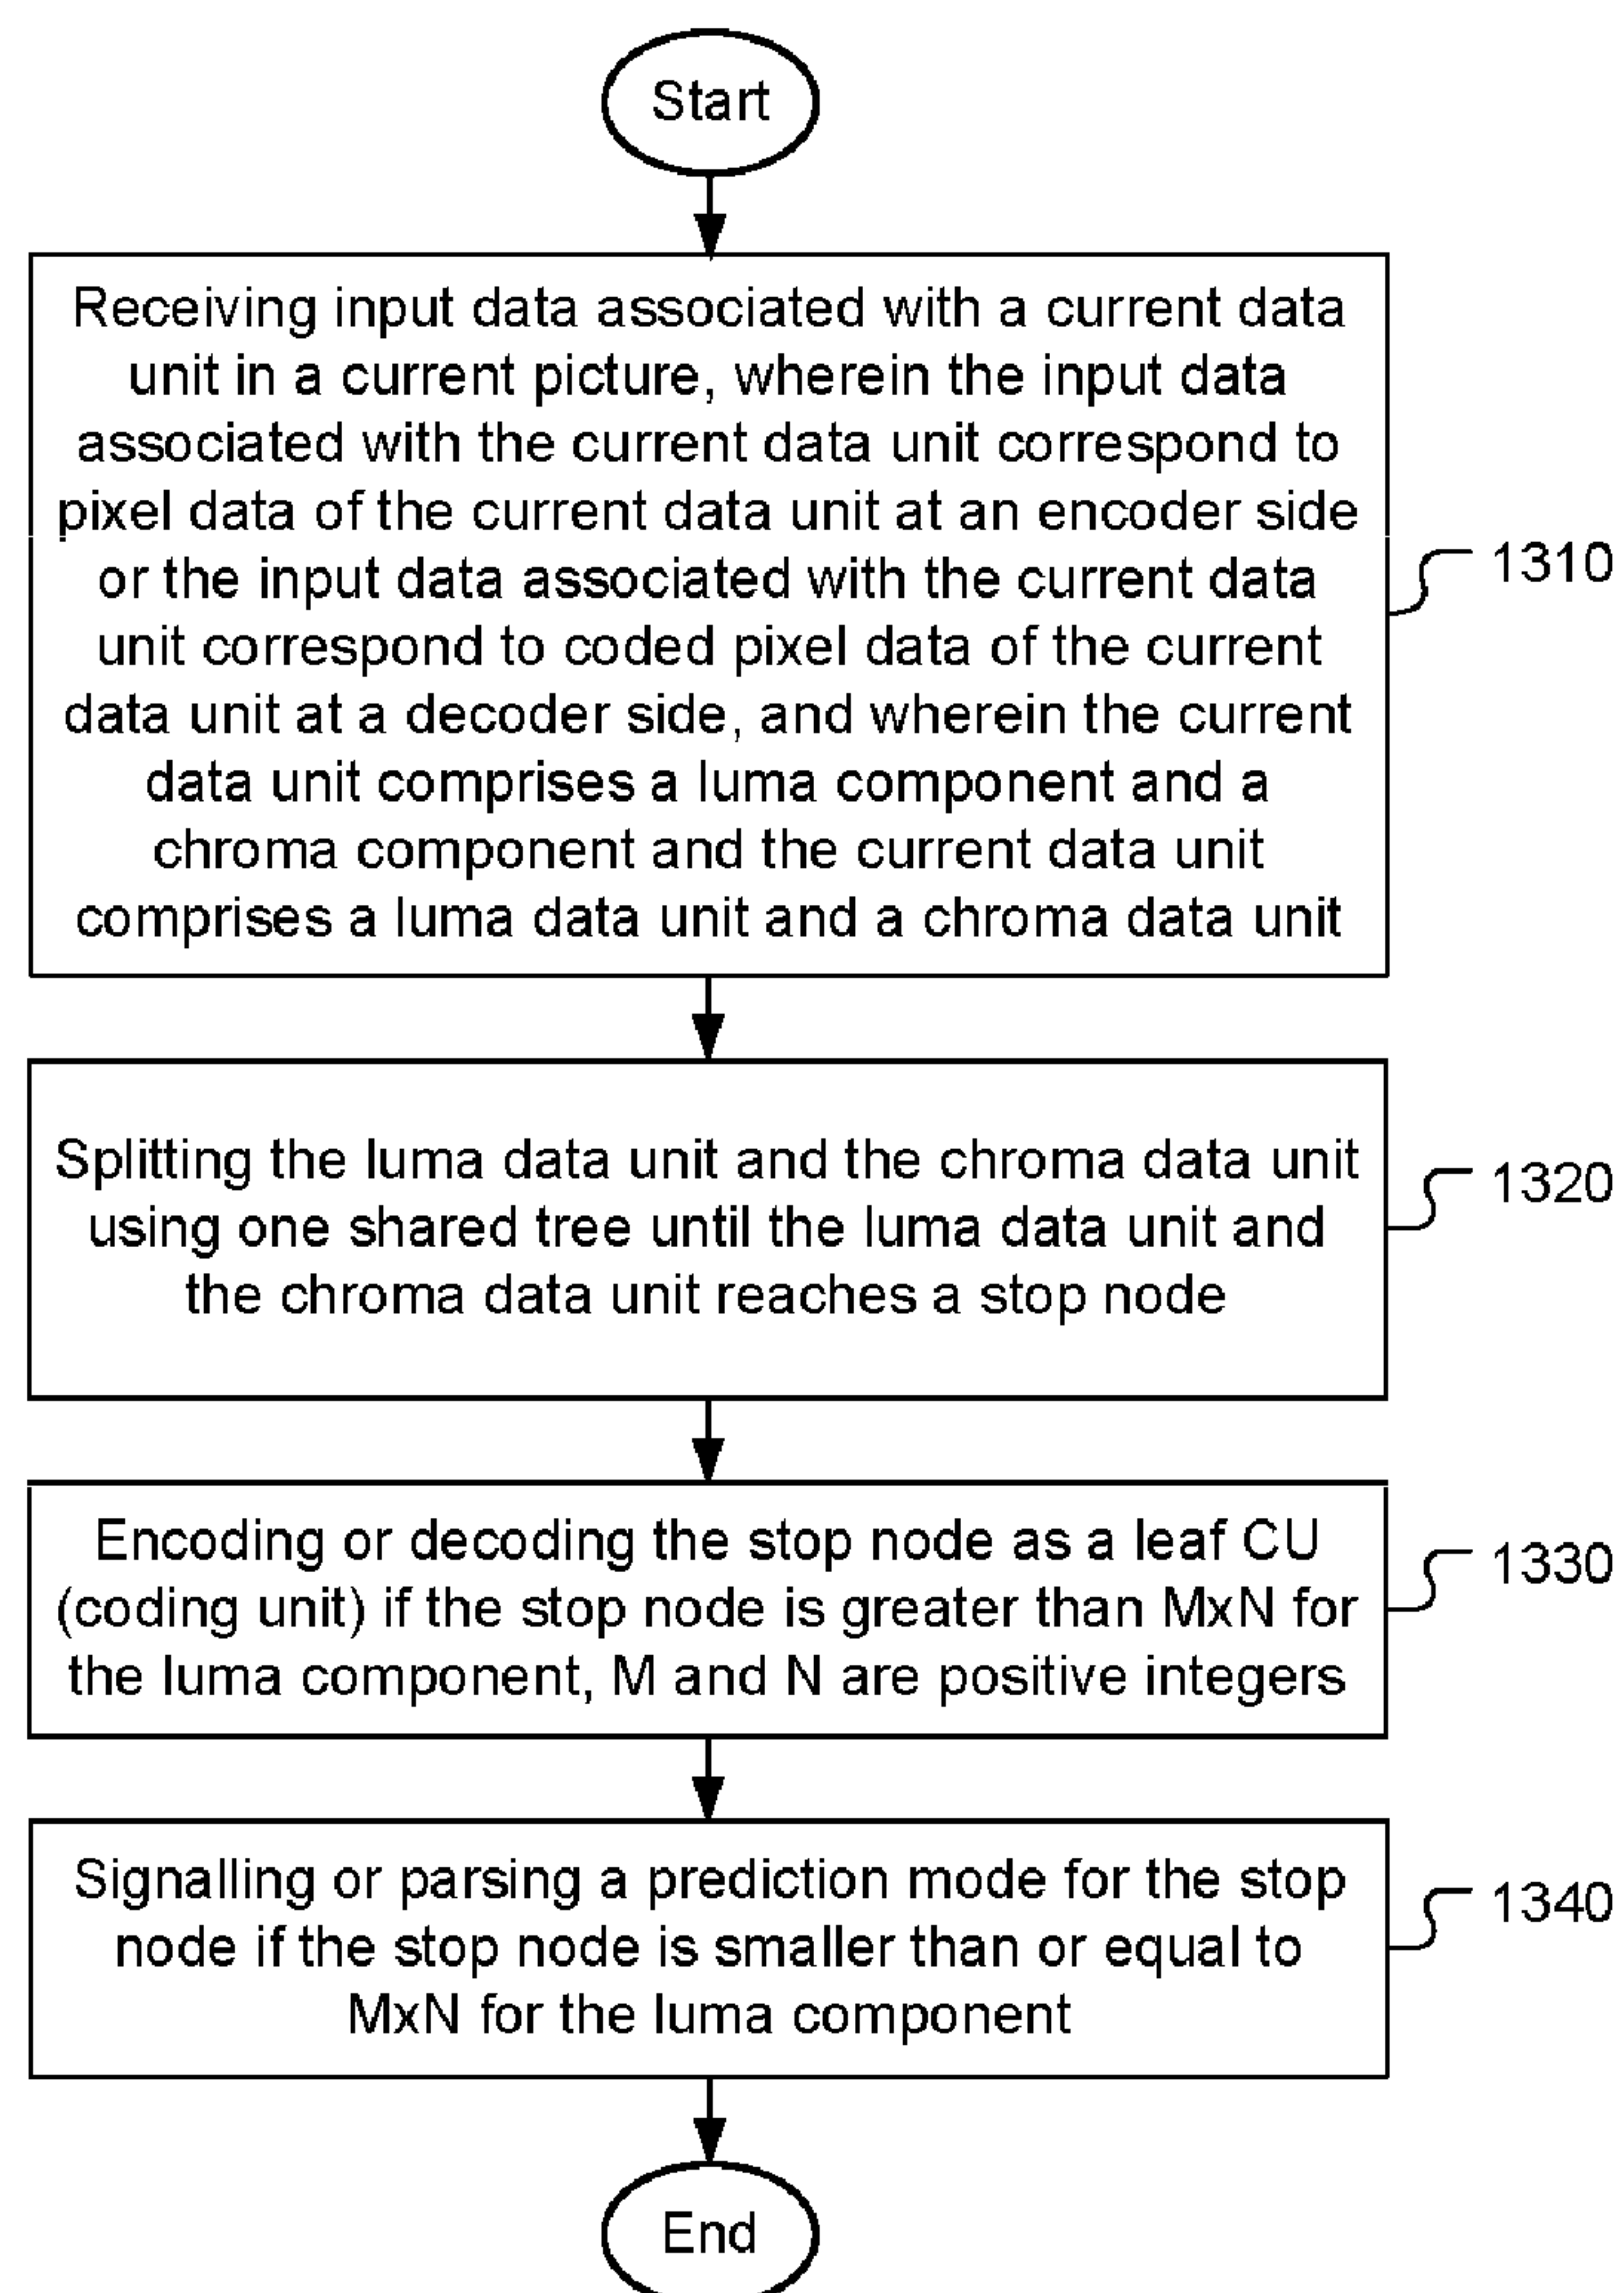 Start
Receiving input data associated with a current data
unit in a current picture, wherein the input data
associated with the current data unit correspond to
pixel data of the current data unit at an encoder side
or the input data associated with the current data
unit correspond to coded pixel data of the current
data unit at a decoder side, and wherein the current
data unit comprises a luma component and a
chroma component and the current data unit
comprises a luma data unit and a chroma data unit
1310
Splitting the luma data unit and the chroma data unit
using one shared tree until the luma data unit and
the chroma data unit reaches a stop node
1320
Encoding or decoding the stop node as a leaf CU
(coding unit) if the stop node is greater than MxN for
the luma component, M and N are positive integers
1330
Signalling or parsing a prediction mode for the stop
node if the stop node is smaller than or equal to
MxN for the luma component
1340
End